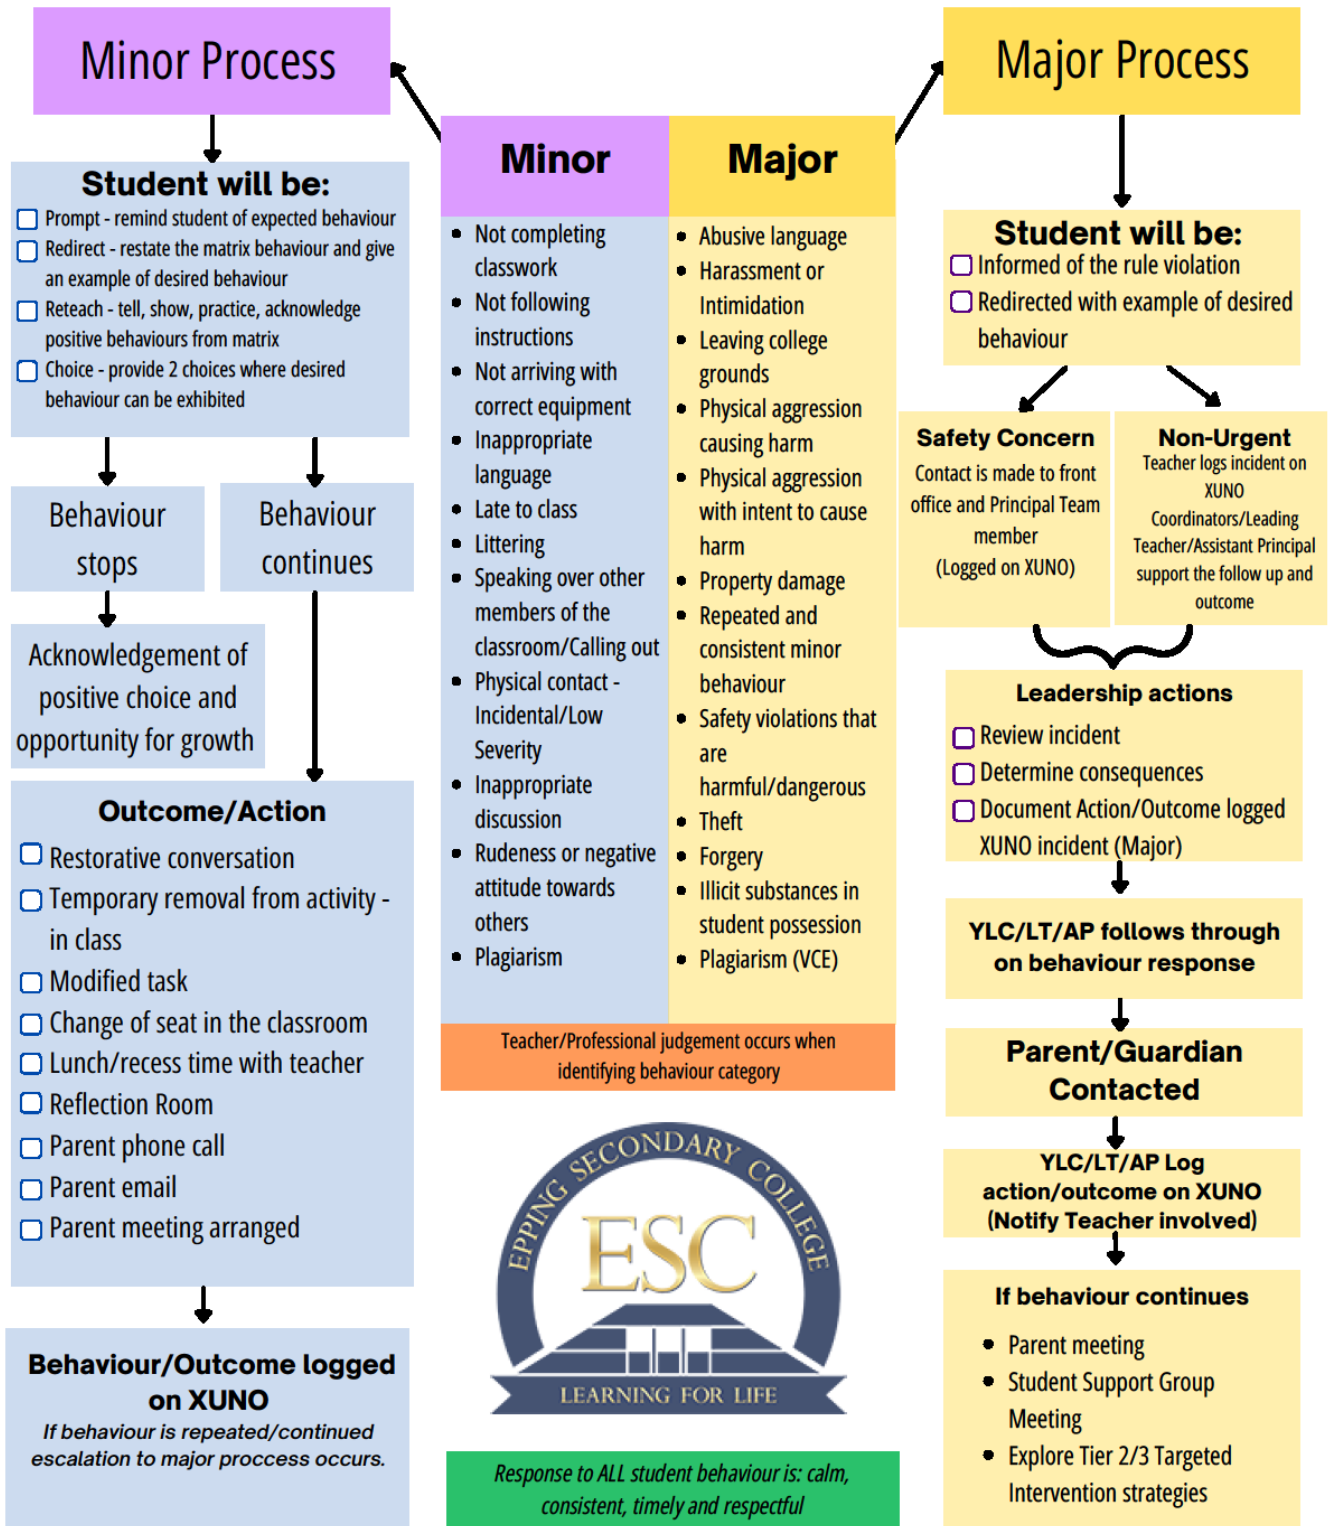 Minor Process
Student will be:
Prompt - remind student of expected behaviour
Redirect - restate the matrix behaviour and give
an example of desired behaviour
Reteach - tell, show, practice, acknowledge
positive behaviours from matrix
Choice - provide 2 choices where desired
behaviour can be exhibited
Behaviour
stops
Behaviour
continues
Acknowledgement of
positive choice and
opportunity for growth
Outcome/Action
Restorative conversation
Temporary removal from activity -
in class
Modified task
Change of seat in the classroom
Lunch/recess time with teacher
Reflection Room
Parent phone call
Parent email
Parent meeting arranged
Behaviour/Outcome logged
on XUNO
If behaviour is repeated/continued
escalation to major proccess occurs.
Minor
• Not completing
classwork
• Not following
instructions
• Not arriving with
correct equipment
• Inappropriate
language
• Late to class
• Littering
• Speaking over other
members of the
classroom/Calling out
• Physical contact -
Incidental/Low
Severity
• Inappropriate
discussion
• Rudeness or negative
attitude towards
others
• Plagiarism
Major
• Abusive language
• Harassment or
Intimidation
• Leaving college
grounds
• Physical aggression
causing harm
• Physical aggression
with intent to cause
harm
• Property damage
• Repeated and
consistent minor
behaviour
• Safety violations that
are
harmful/dangerous
• Theft
• Forgery
• Illicit substances in
student possession
• Plagiarism (VCE)
Teacher/Professional judgement occurs when
identifying behaviour category
EPPING SECONDARY COLLEGE
ESC
LEARNING FOR LIFE
Response to ALL student behaviour is: calm,
consistent, timely and respectful
Major Process
Student will be:
Informed of the rule violation
Redirected with example of desired
behaviour
Safety Concern
Contact is made to front
office and Principal Team
member
(Logged on XUNO)
Non-Urgent
Teacher logs incident on
XUNO
Coordinators/Leading
Teacher/Assistant Principal
support the follow up and
outcome
Leadership actions
Review incident
Determine consequences
Document Action/Outcome logged
XUNO incident (Major)
YLC/LT/AP follows through
on behaviour response
Parent/Guardian
Contacted
YLC/LT/AP Log
action/outcome on XUNO
(Notify Teacher involved)
If behaviour continues
• Parent meeting
• Student Support Group
Meeting
• Explore Tier 2/3 Targeted
Intervention strategies